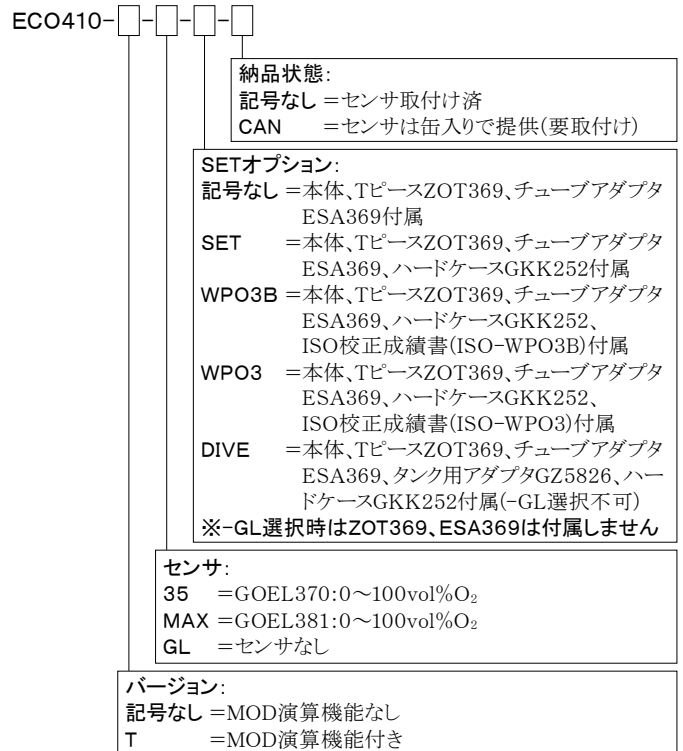 ECO410-□-□-□-□
納品状態:
記号なし =センサ取付け済
CAN =センサは缶入りで提供(要取付け)
SETオプション:
記号なし =本体、TピースZOT369、チューブアダプタ
ESA369付属
SET =本体、TピースZOT369、チューブアダプタ
ESA369、ハードケースGKK252付属
WPO3B =本体、TピースZOT369、チューブアダプタ
ESA369、ハードケースGKK252、
ISO校正成績書(ISO-WPO3B)付属
WPO3 =本体、TピースZOT369、チューブアダプタ
ESA369、ハードケースGKK252、
ISO校正成績書(ISO-WPO3)付属
DIVE =本体、TピースZOT369、チューブアダプタ
ESA369、タンク用アダプタGZ5826、ハー
ドケースGKK252付属(-GL選択不可)
※-GL選択時はZOT369、ESA369は付属しません
センサ:
35 =GOEL370:0~100vol%O₂
MAX =GOEL381:0~100vol%O₂
GL =センサなし
バージョン:
記号なし =MOD演算機能なし
T =MOD演算機能付き